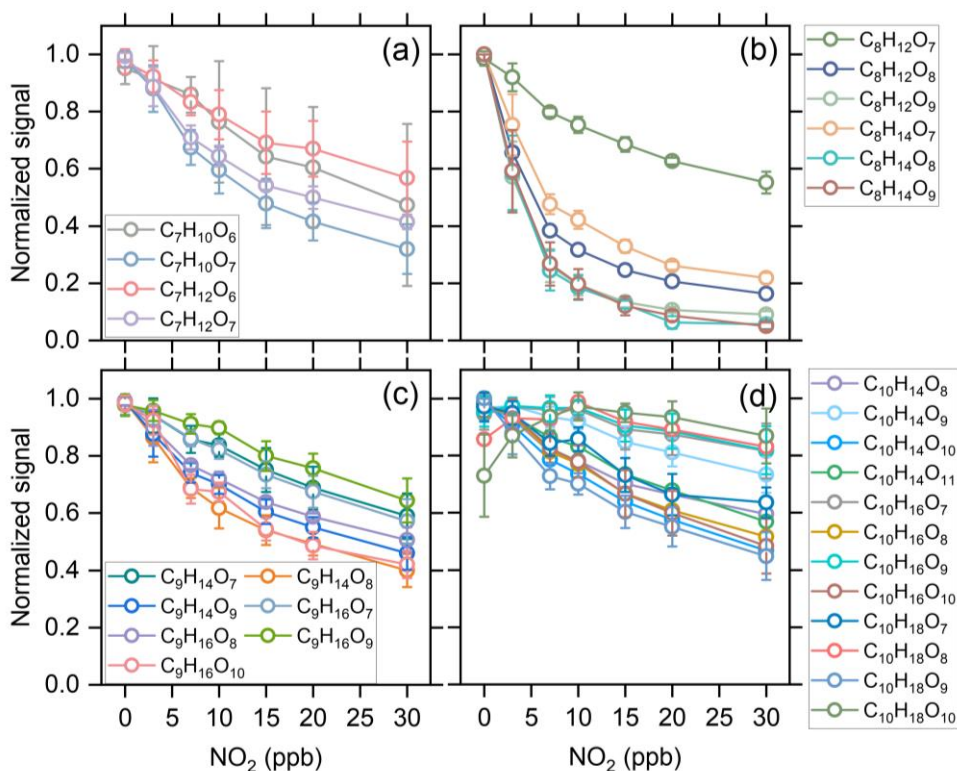 (a)
Normalized signal
1.0
0.8
0.6
0.4
0.2
0.0
C₇H₁₀O₆
C₇H₁₀O₇
C₇H₁₂O₆
C₇H₁₂O₇
(b)
C₈H₁₂O₇
C₈H₁₂O₈
C₈H₁₂O₉
C₈H₁₄O₇
C₈H₁₄O₈
C₈H₁₄O₉
(c)
Normalized signal
1.0
0.8
0.6
0.4
0.2
0.0
C₉H₁₄O₇ C₉H₁₄O₈
C₉H₁₄O₉ C₉H₁₆O₇
C₉H₁₆O₈ C₉H₁₆O₉
C₉H₁₆O₁₀
0 5 10 15 20 25 30
NO₂ (ppb)
(d)
C₁₀H₁₄O₈
C₁₀H₁₄O₉
C₁₀H₁₄O₁₀
C₁₀H₁₄O₁₁
C₁₀H₁₆O₇
C₁₀H₁₆O₈
C₁₀H₁₆O₉
C₁₀H₁₆O₁₀
C₁₀H₁₈O₇
C₁₀H₁₈O₈
C₁₀H₁₈O₉
C₁₀H₁₈O₁₀
0 5 10 15 20 25 30
NO₂ (ppb)